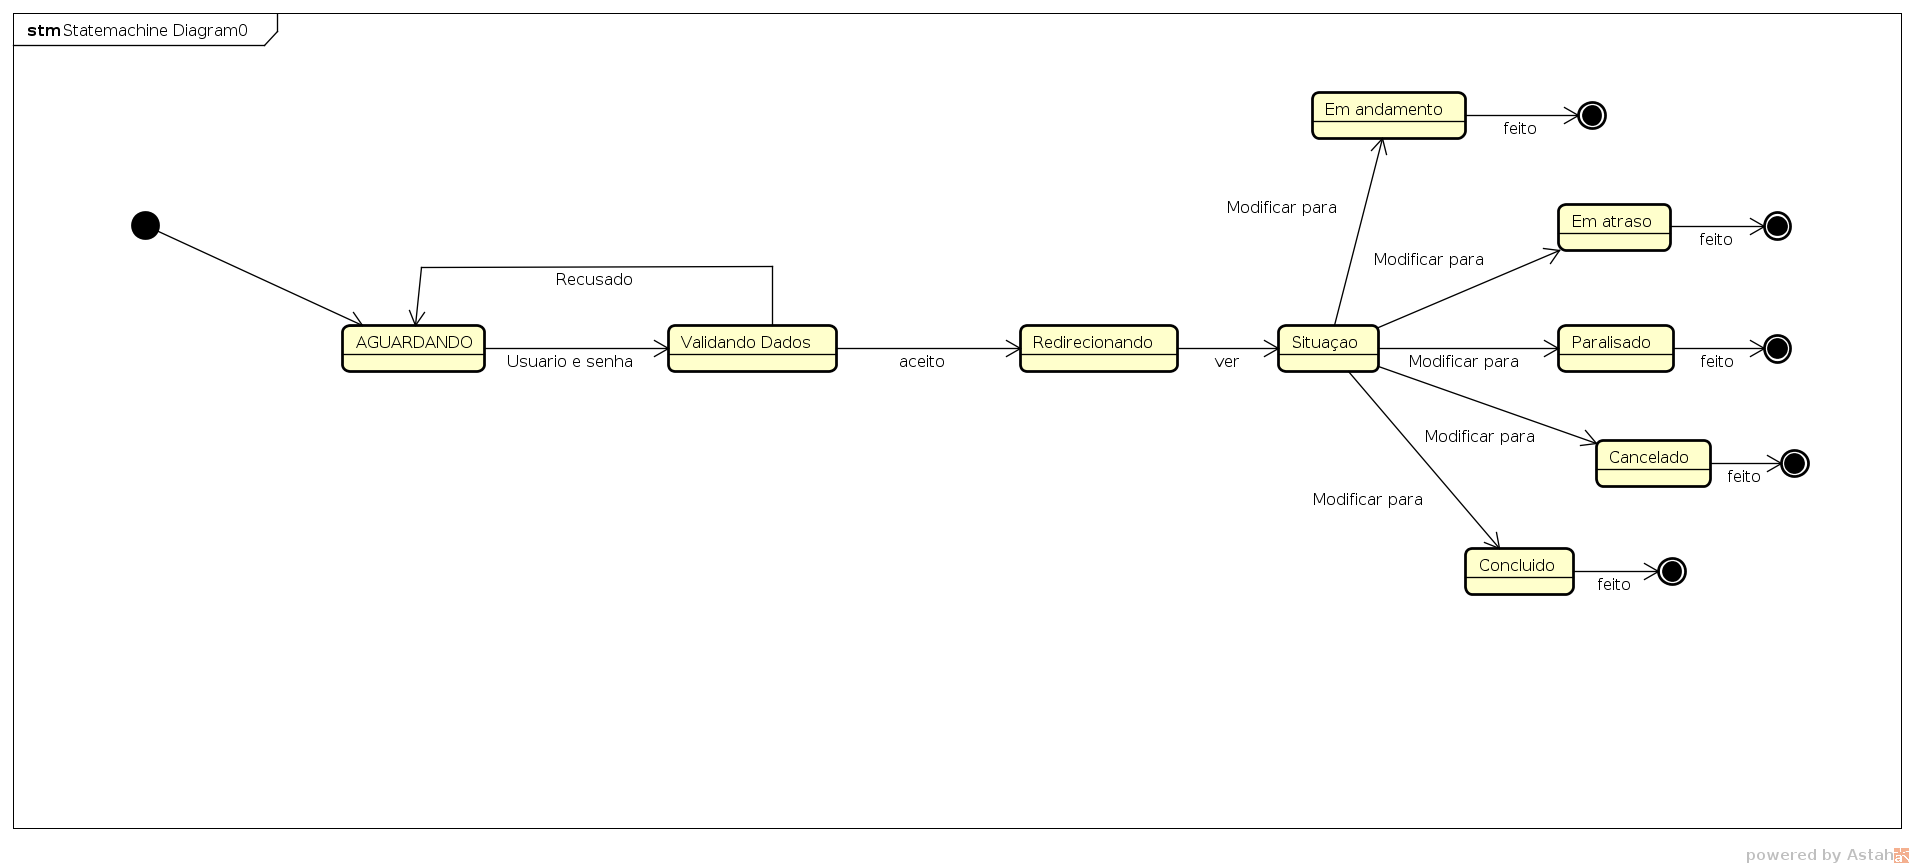 stm Statemachine Diagram0
Em andamento
feito
Modificar para
Em atraso
feito
Modificar para
Recusado
AGUARDANDO
Usuario e senha
Validando Dados
aceito
Redirecionando
ver
Situaçao
Modificar para
Paralisado
feito
Modificar para
Cancelado
feito
Modificar para
Concluido
feito
powered by Astah